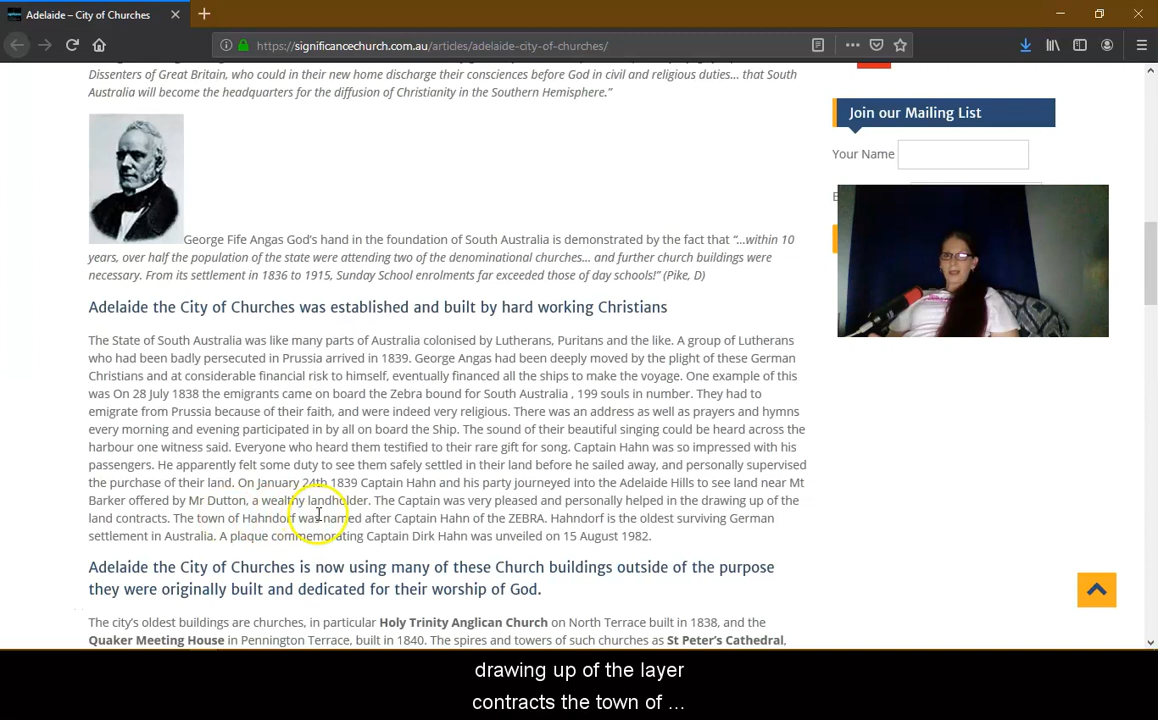 Adelaide – City of Churches
https://significancechurch.com.au/articles/adelaide-city-of-churches/
Dissenters of Great Britain, who could in their new home discharge their consciences before God in civil and religious duties... that South
Australia will become the headquarters for the diffusion of Christianity in the Southern Hemisphere.”
Join our Mailing List
Your Name
George Fife Angas God’s hand in the foundation of South Australia is demonstrated by the fact that “...within 10
years, over half the population of the state were attending two of the denominational churches... and further church buildings were
necessary. From its settlement in 1836 to 1915, Sunday School enrolments far exceeded those of day schools!” (Pike, D)
Adelaide the City of Churches was established and built by hard working Christians
The State of South Australia was like many parts of Australia colonised by Lutherans, Puritans and the like. A group of Lutherans
who had been badly persecuted in Prussia arrived in 1839. George Angas had been deeply moved by the plight of these German
Christians and at considerable financial risk to himself, eventually financed all the ships to make the voyage. One example of this
was On 28 July 1838 the emigrants came on board the Zebra bound for South Australia , 199 souls in number. They had to
emigrate from Prussia because of their faith, and were indeed very religious. There was an address as well as prayers and hymns
every morning and evening participated in by all on board the Ship. The sound of their beautiful singing could be heard across the
harbour one witness said. Everyone who heard them testified to their rare gift for song. Captain Hahn was so impressed with his
passengers. He apparently felt some duty to see them safely settled in their land before he sailed away, and personally supervised
the purchase of their land. On January 24th 1839 Captain Hahn and his party journeyed into the Adelaide Hills to see land near Mt
Barker offered by Mr Dutton, a wealthy landholder. The Captain was very pleased and personally helped in the drawing up of the
land contracts. The town of Hahndorf was named after Captain Hahn of the ZEBRA. Hahndorf is the oldest surviving German
settlement in Australia. A plaque commemorating Captain Dirk Hahn was unveiled on 15 August 1982.
Adelaide the City of Churches is now using many of these Church buildings outside of the purpose
they were originally built and dedicated for their worship of God.
The city’s oldest buildings are churches, in particular Holy Trinity Anglican Church on North Terrace built in 1838, and the
Quaker Meeting House in Pennington Terrace, built in 1840. The spires and towers of such churches as St Peter’s Cathedral,
drawing up of the layer
contracts the town of ...